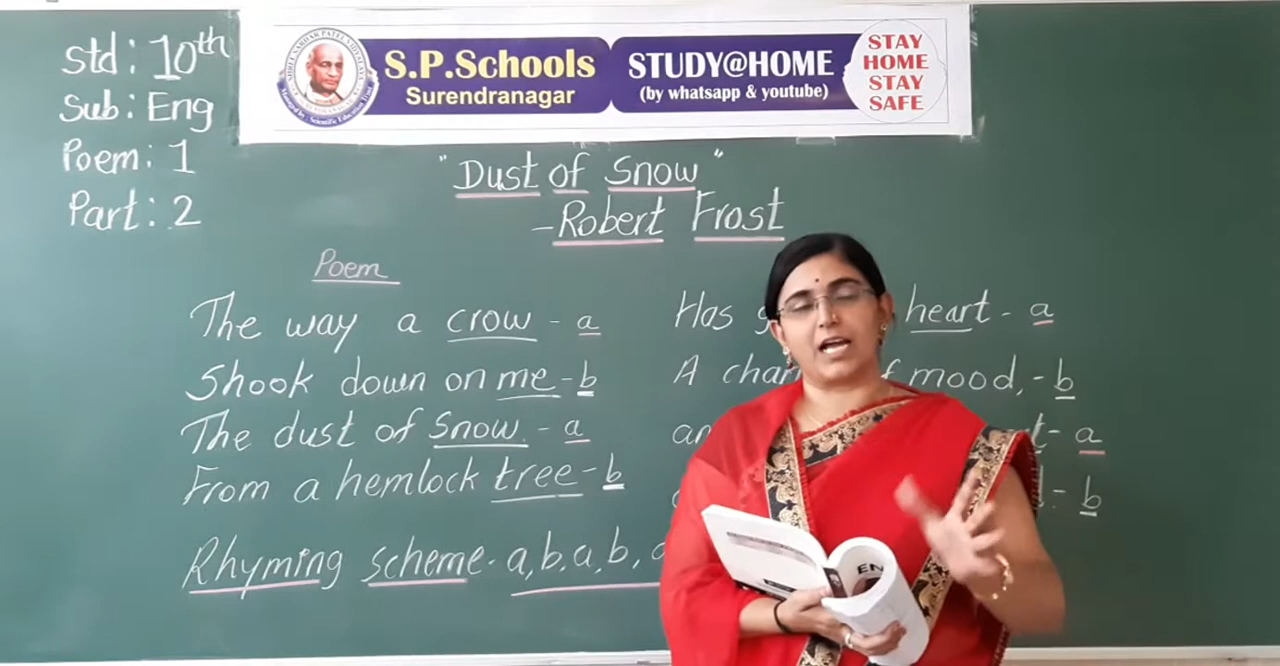 std: 10th
Sub: Eng
Poem: 1
Part: 2
S.P.Schools
Surendranagar
STUDY@HOME
(by whatsapp & youtube)
STAY
HOME
STAY
SAFE
"Dust of Snow"
-Robert Frost
Poem
The way a crow - a
Shook down on me - b
The dust of Snow. - a
From a hemlock tree - b
Has heart - a
A mood, - b
- a
- b
Rhyming scheme. a, b, a, b,
EN